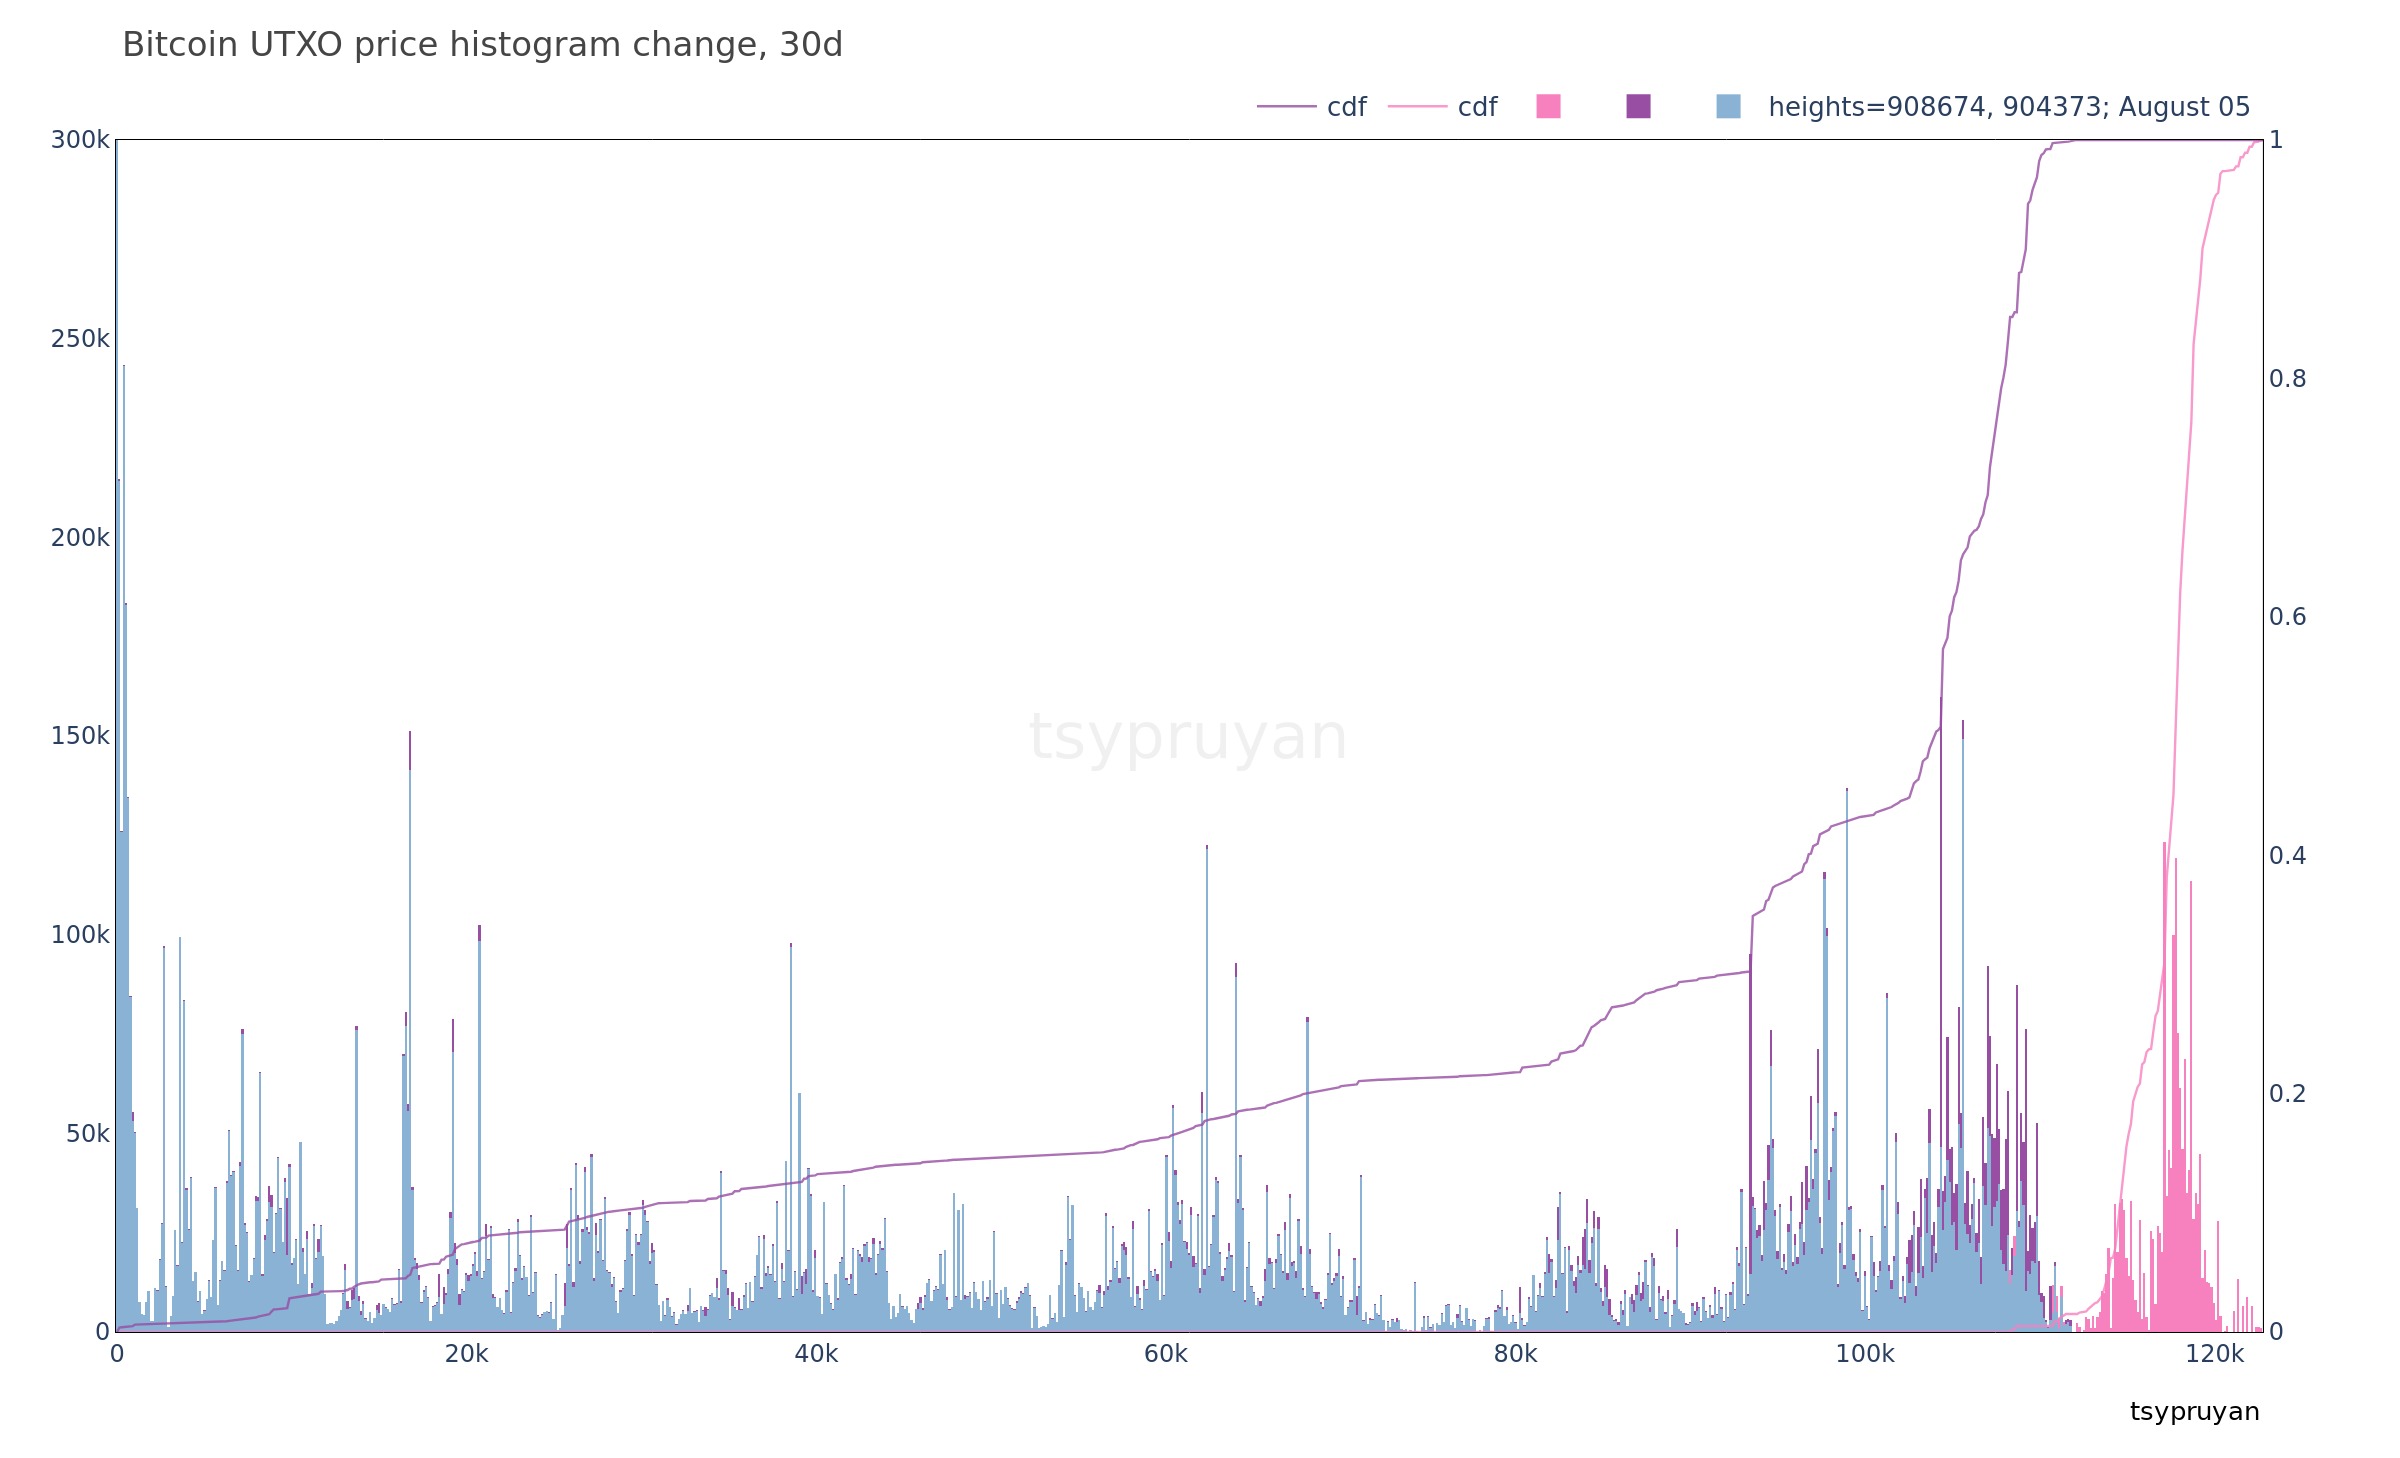 Bitcoin UTXO price histogram change, 30d
cdf cdf heights=908674, 904373; August 05
300k 1
250k
0.8
200k
0.6
150k
tsypruyan
0.4
100k
0.2
50k
0 0
0 20k 40k 60k 80k 100k 120k
tsypruyan